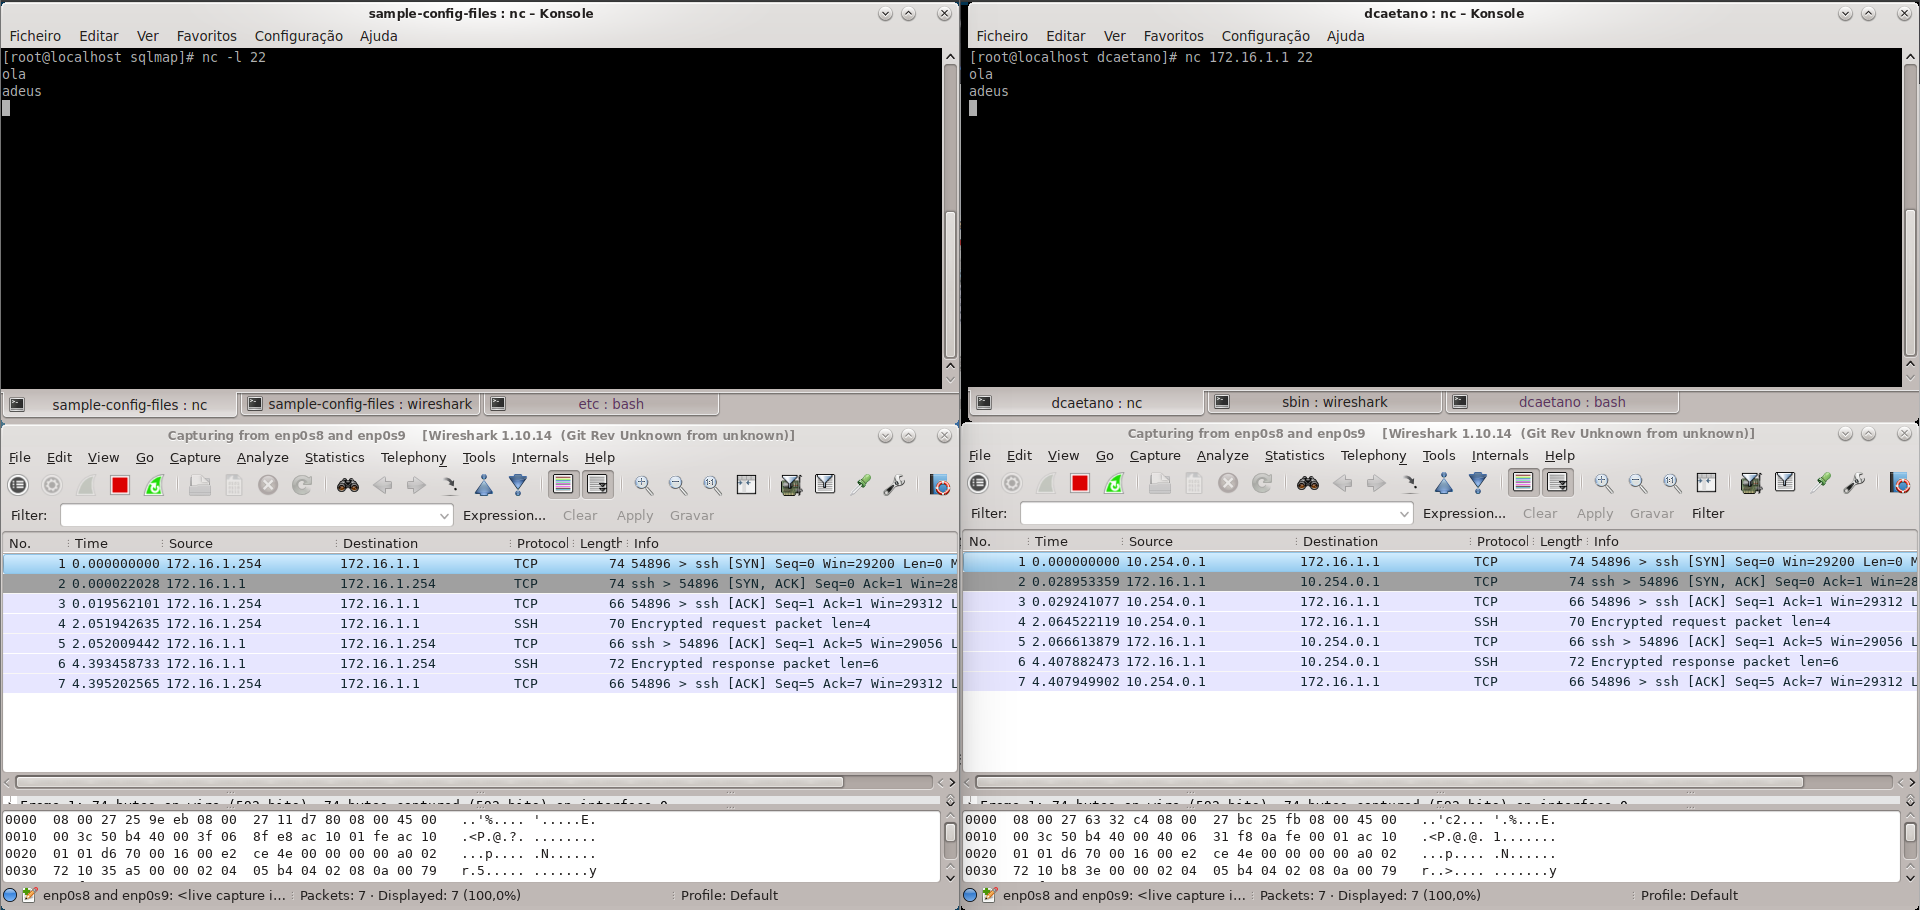 sample-config-files : nc – Konsole
Ficheiro Editar Ver Favoritos Configuração Ajuda
[root@localhost sqlmap]# nc -l 22
ola
adeus
sample-config-files : nc
sample-config-files : wireshark
etc : bash
dcaetano : nc – Konsole
Ficheiro Editar Ver Favoritos Configuração Ajuda
[root@localhost dcaetano]# nc 172.16.1.1 22
ola
adeus
dcaetano : nc
sbin : wireshark
dcaetano : bash
Capturing from enp0s8 and enp0s9 [Wireshark 1.10.14 (Git Rev Unknown from unknown)]
File Edit View Go Capture Analyze Statistics Telephony Tools Internals Help
Filter: Expression... Clear Apply Gravar
No. Time Source Destination Protocol Length Info
1 0.000000000 172.16.1.254 172.16.1.1 TCP 74 54896 > ssh [SYN] Seq=0 Win=29200 Len=0 M
2 0.000022028 172.16.1.1 172.16.1.254 TCP 74 ssh > 54896 [SYN, ACK] Seq=0 Ack=1 Win=28
3 0.019562101 172.16.1.254 172.16.1.1 TCP 66 54896 > ssh [ACK] Seq=1 Ack=1 Win=29312 L
4 2.051942635 172.16.1.254 172.16.1.1 SSH 70 Encrypted request packet len=4
5 2.052009442 172.16.1.1 172.16.1.254 TCP 66 ssh > 54896 [ACK] Seq=1 Ack=5 Win=29056 L
6 4.393458733 172.16.1.1 172.16.1.254 SSH 72 Encrypted response packet len=6
7 4.395202565 172.16.1.254 172.16.1.1 TCP 66 54896 > ssh [ACK] Seq=5 Ack=7 Win=29312 L
0000 08 00 27 25 9e eb 08 00 27 11 d7 80 08 00 45 00 ..'%.... '.....E.
0010 00 3c 50 b4 40 00 3f 06 8f e8 ac 10 01 fe ac 10 .<P.@.?. ........
0020 01 01 d6 70 00 16 00 e2 ce 4e 00 00 00 00 a0 02 ...p.... .N......
0030 72 10 35 a5 00 00 02 04 05 b4 04 02 08 0a 00 79 r.5..... .......y
enp0s8 and enp0s9: <live capture i... Packets: 7 · Displayed: 7 (100,0%) Profile: Default
Capturing from enp0s8 and enp0s9 [Wireshark 1.10.14 (Git Rev Unknown from unknown)]
File Edit View Go Capture Analyze Statistics Telephony Tools Internals Help
Filter: Expression... Clear Apply Gravar Filter
No. Time Source Destination Protocol Length Info
1 0.000000000 10.254.0.1 172.16.1.1 TCP 74 54896 > ssh [SYN] Seq=0 Win=29200 Len=0 M
2 0.028953359 172.16.1.1 10.254.0.1 TCP 74 ssh > 54896 [SYN, ACK] Seq=0 Ack=1 Win=28
3 0.029241077 10.254.0.1 172.16.1.1 TCP 66 54896 > ssh [ACK] Seq=1 Ack=1 Win=29312 L
4 2.064522119 10.254.0.1 172.16.1.1 SSH 70 Encrypted request packet len=4
5 2.066613879 172.16.1.1 10.254.0.1 TCP 66 ssh > 54896 [ACK] Seq=1 Ack=5 Win=29056 L
6 4.407882473 172.16.1.1 10.254.0.1 SSH 72 Encrypted response packet len=6
7 4.407949902 10.254.0.1 172.16.1.1 TCP 66 54896 > ssh [ACK] Seq=5 Ack=7 Win=29312 L
0000 08 00 27 63 32 c4 08 00 27 bc 25 fb 08 00 45 00 ..'c2... '.%...E.
0010 00 3c 50 b4 40 00 40 06 31 f8 0a fe 00 01 ac 10 .<P.@.@. 1.......
0020 01 01 d6 70 00 16 00 e2 ce 4e 00 00 00 00 a0 02 ...p.... .N......
0030 72 10 b8 3e 00 00 02 04 05 b4 04 02 08 0a 00 79 r..>.... .......y
enp0s8 and enp0s9: <live capture i... Packets: 7 · Displayed: 7 (100,0%) Profile: Default